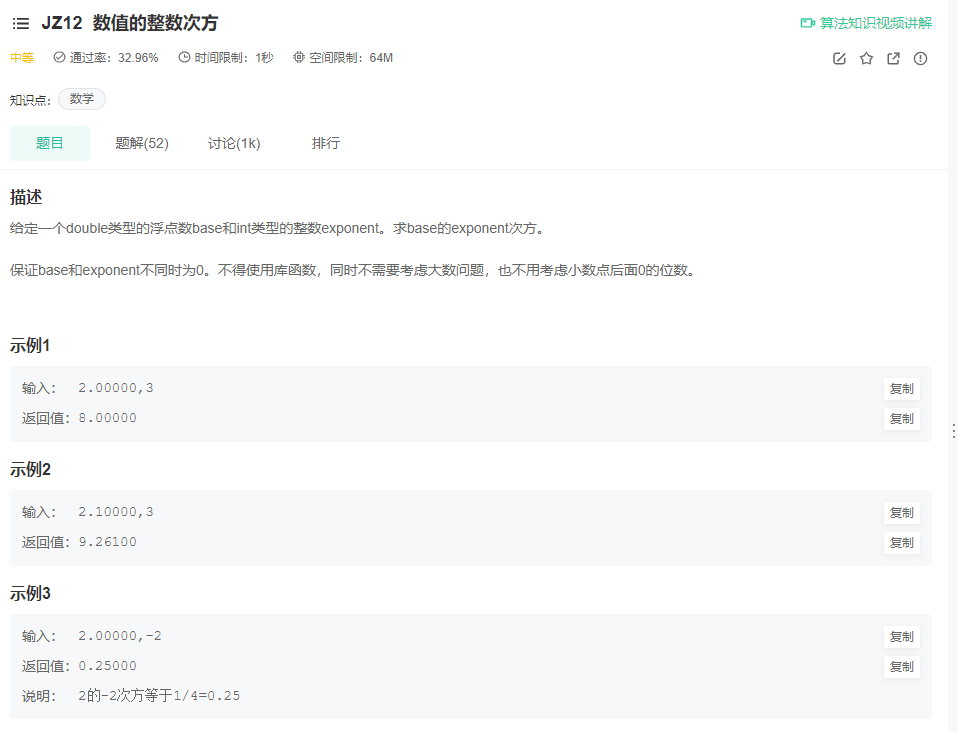 JZ12 数值的整数次方
算法知识视频讲解
中等 通过率：32.96% 时间限制：1秒 空间限制：64M
知识点： 数学
题目 题解(52) 讨论(1k) 排行
描述
给定一个double类型的浮点数base和int类型的整数exponent。求base的exponent次方。
保证base和exponent不同时为0。不得使用库函数，同时不需要考虑大数问题，也不用考虑小数点后面0的位数。
示例1
输入： 2.00000,3 复制
返回值：8.00000 复制
示例2
输入： 2.10000,3 复制
返回值：9.26100 复制
示例3
输入： 2.00000,-2 复制
返回值：0.25000 复制
说明： 2的-2次方等于1/4=0.25